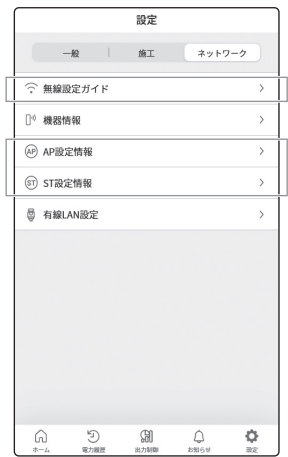 設定
一般 施工 ネットワーク
無線設定ガイド
機器情報
AP AP設定情報
ST ST設定情報
有線LAN設定
ホーム 電力履歴 出力制御 お知らせ 設定